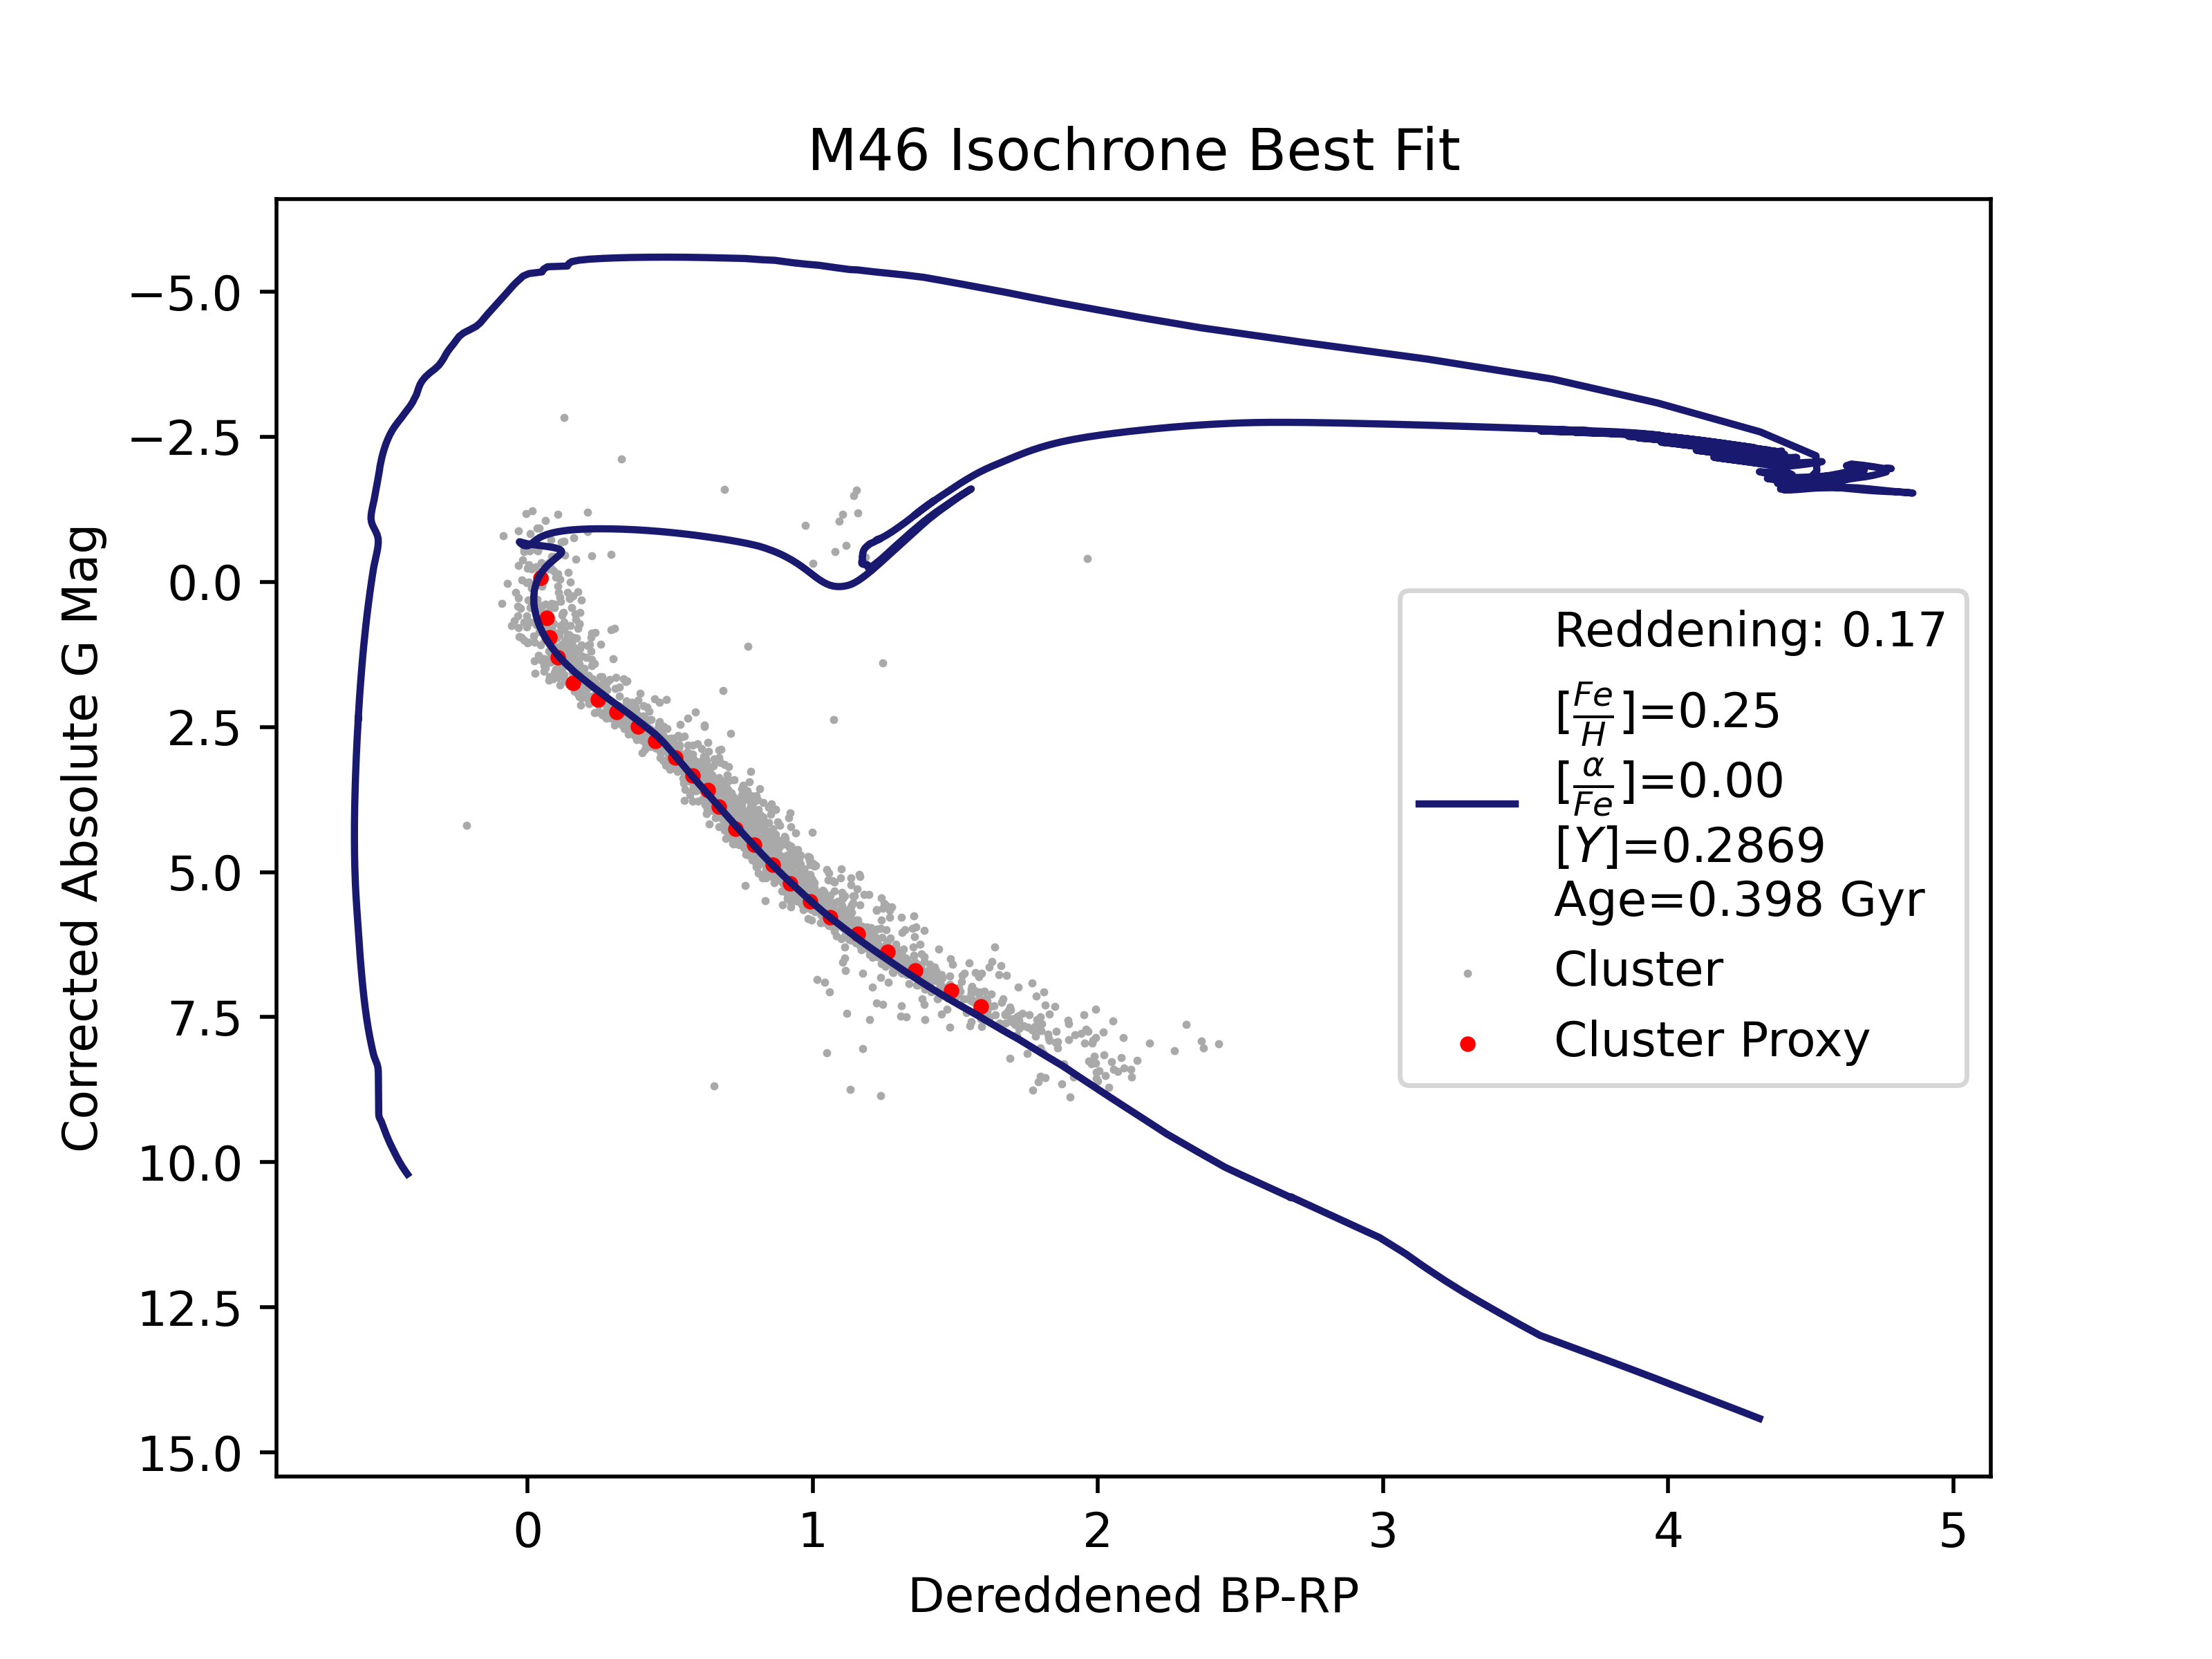 M46 Isochrone Best Fit
Corrected Absolute G Mag
−5.0
−2.5
0.0
2.5
5.0
7.5
10.0
12.5
15.0
0 1 2 3 4 5
Dereddened BP-RP
Reddening: 0.17
[Fe/H]=0.25
[α/Fe]=0.00
[Y]=0.2869
Age=0.398 Gyr
Cluster
Cluster Proxy